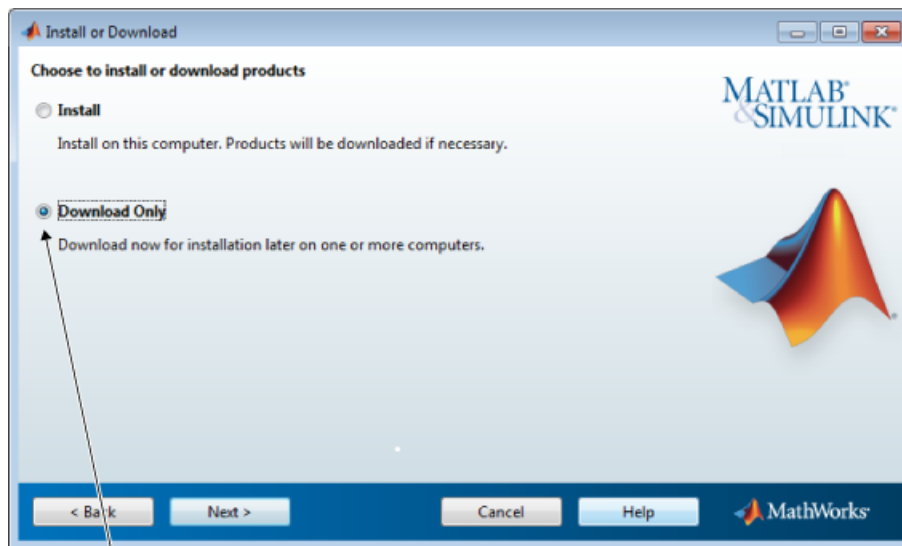 Install or Download
Choose to install or download products
MATLAB®
&SIMULINK®
Install
Install on this computer. Products will be downloaded if necessary.
Download Only
Download now for installation later on one or more computers.
®
< Back
Next >
Cancel
Help
MathWorks®